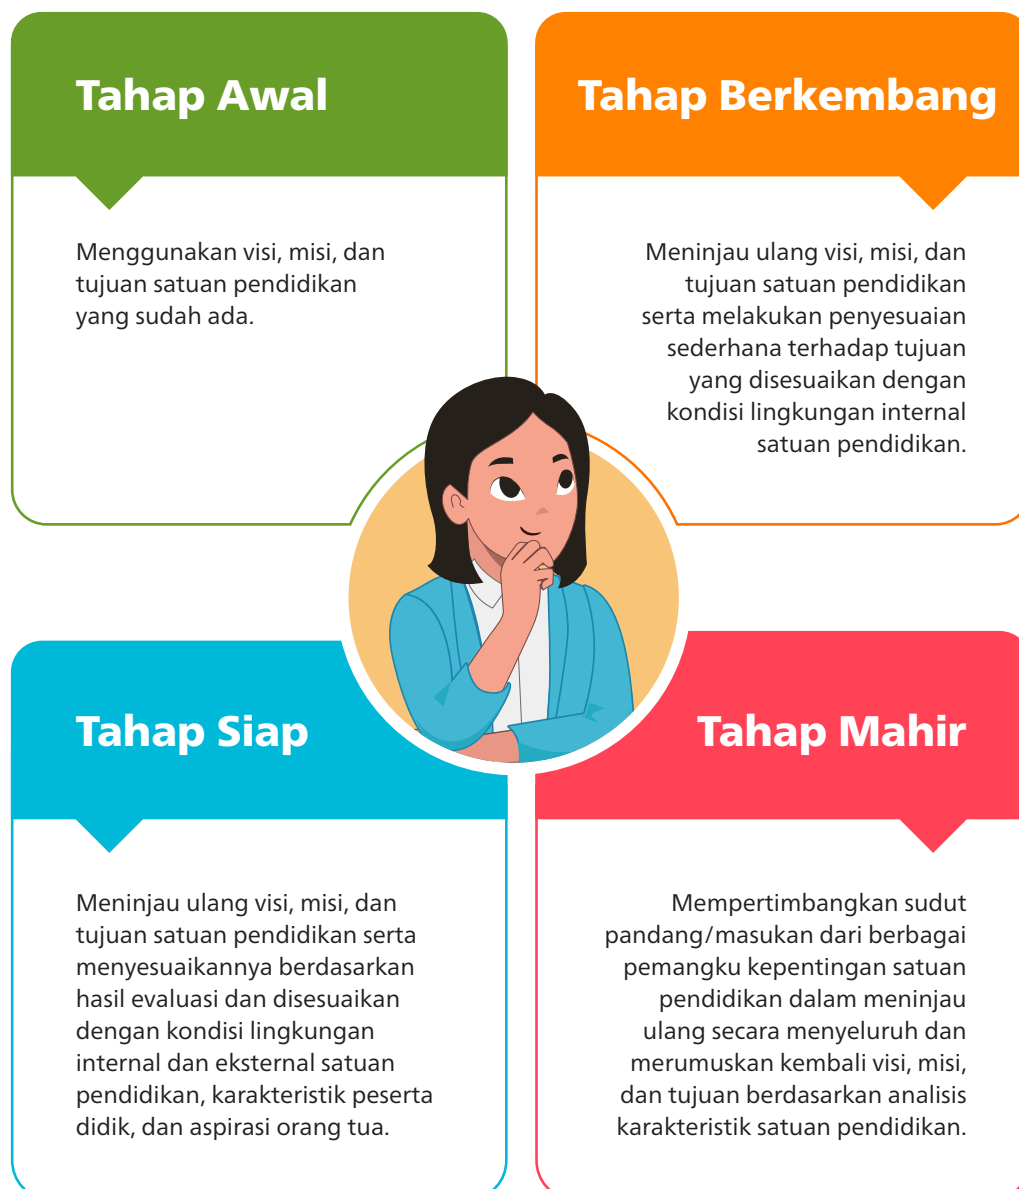 Tahap Awal
Menggunakan visi, misi, dan
tujuan satuan pendidikan
yang sudah ada.
Tahap Berkembang
Meninjau ulang visi, misi, dan
tujuan satuan pendidikan
serta melakukan penyesuaian
sederhana terhadap tujuan
yang disesuaikan dengan
kondisi lingkungan internal
satuan pendidikan.
Tahap Siap
Meninjau ulang visi, misi, dan
tujuan satuan pendidikan serta
menyesuaikannya berdasarkan
hasil evaluasi dan disesuaikan
dengan kondisi lingkungan
internal dan eksternal satuan
pendidikan, karakteristik peserta
didik, dan aspirasi orang tua.
Tahap Mahir
Mempertimbangkan sudut
pandang/masukan dari berbagai
pemangku kepentingan satuan
pendidikan dalam meninjau
ulang secara menyeluruh dan
merumuskan kembali visi, misi,
dan tujuan berdasarkan analisis
karakteristik satuan pendidikan.